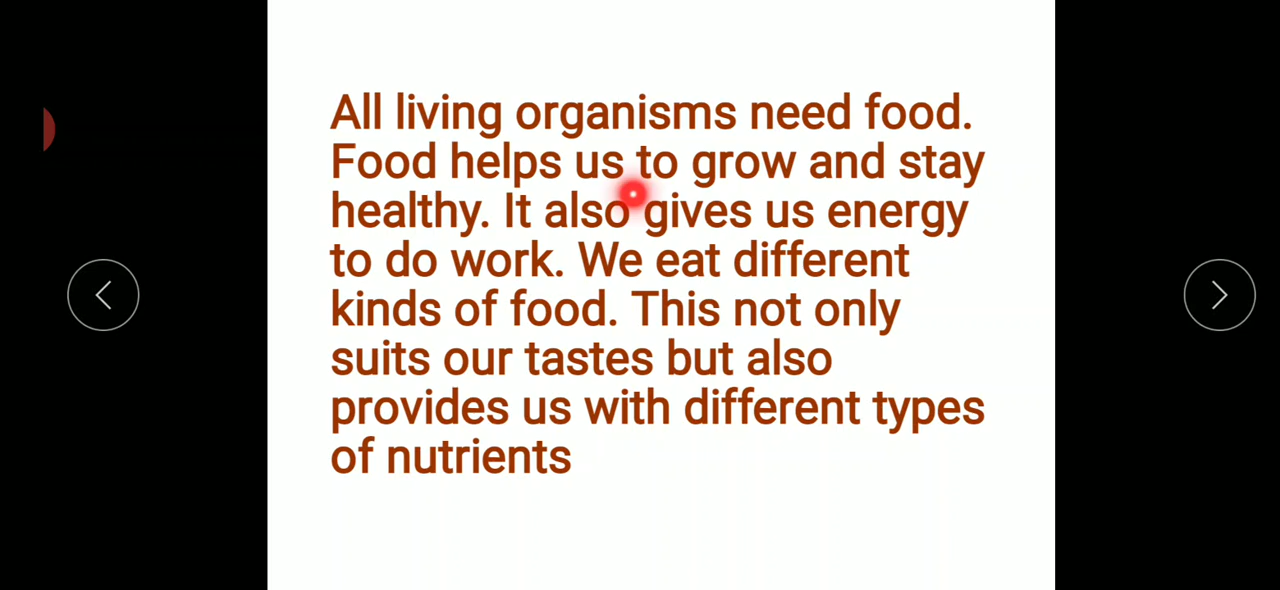 All living organisms need food.
Food helps us to grow and stay
healthy. It also gives us energy
to do work. We eat different
kinds of food. This not only
suits our tastes but also
provides us with different types
of nutrients